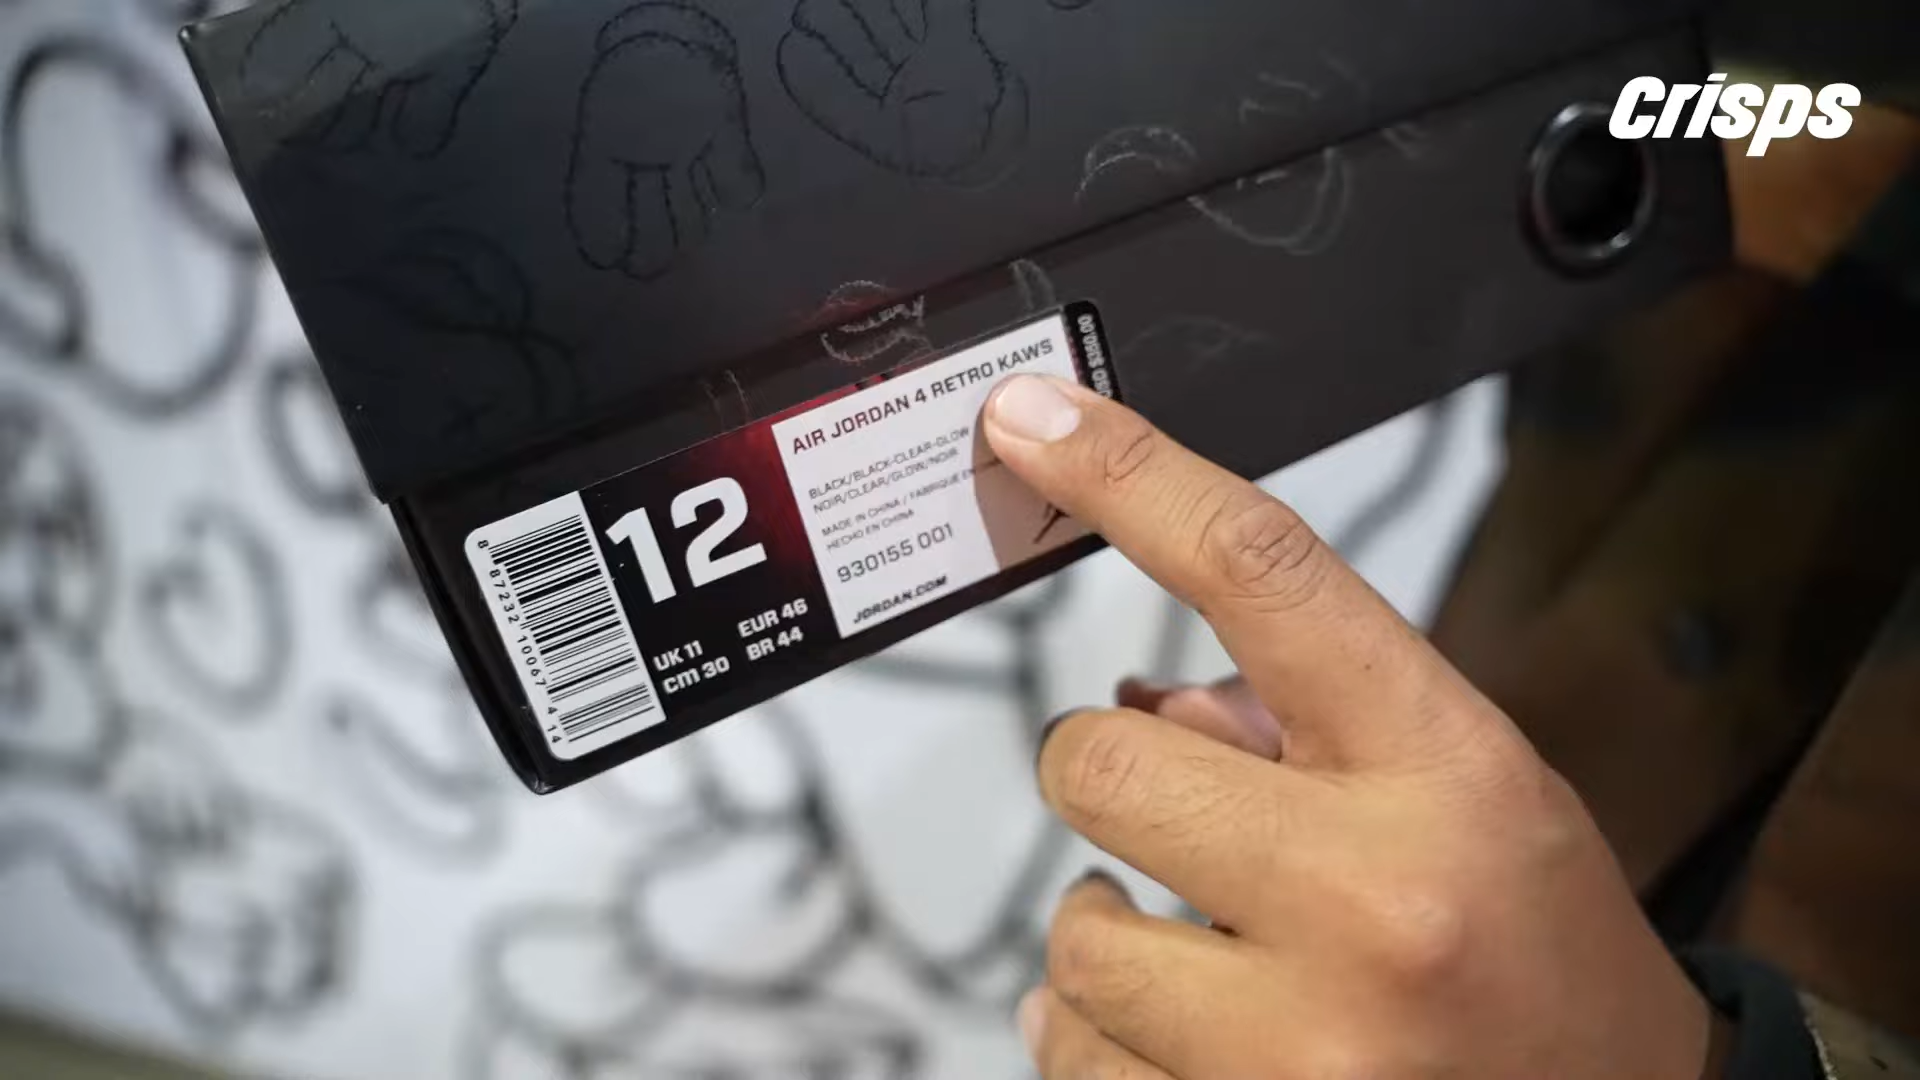 Crisps
AIR JORDAN 4 RETRO KAWS
BLACK/BLACK-CLEAR-GLOW
NOIR/CLEAR/GLOW/NOIR
MADE IN CHINA / FABRIQUE EN
HECHO EN CHINA
930155 001
JORDAN.COM
12
UK 11
EUR 46
CM 30
BR 44
8 87232 10067 4 14